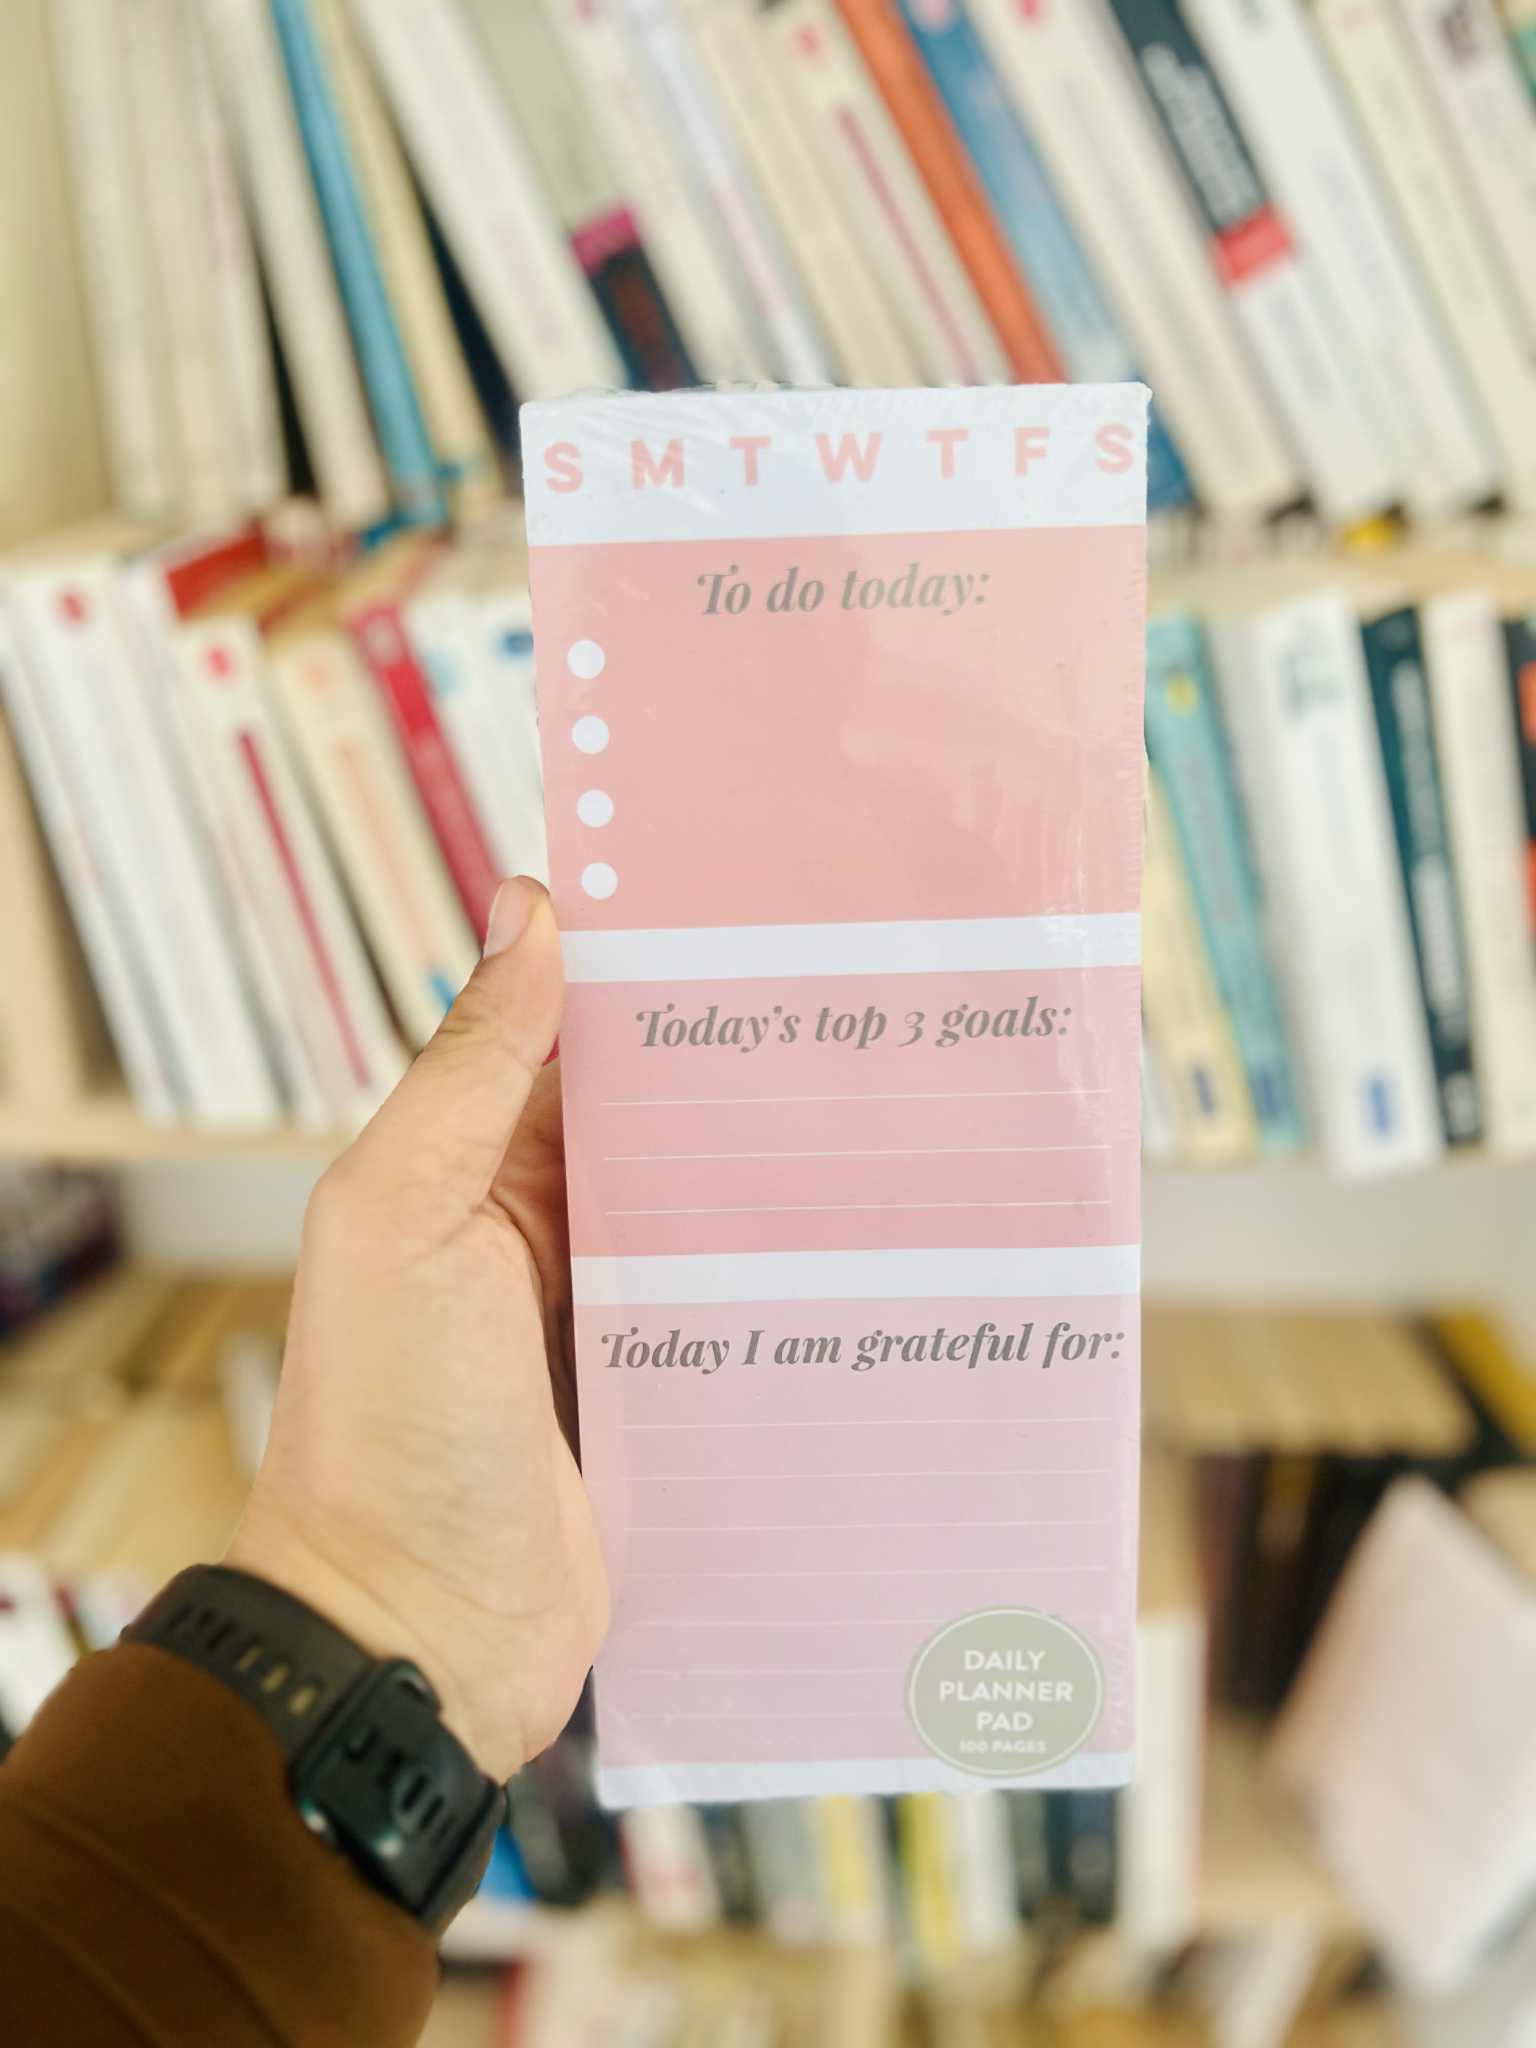 S M T W T F S
To do today:
Today's top 3 goals:
Today I am grateful for:
DAILY
PLANNER
PAD
100 PAGES